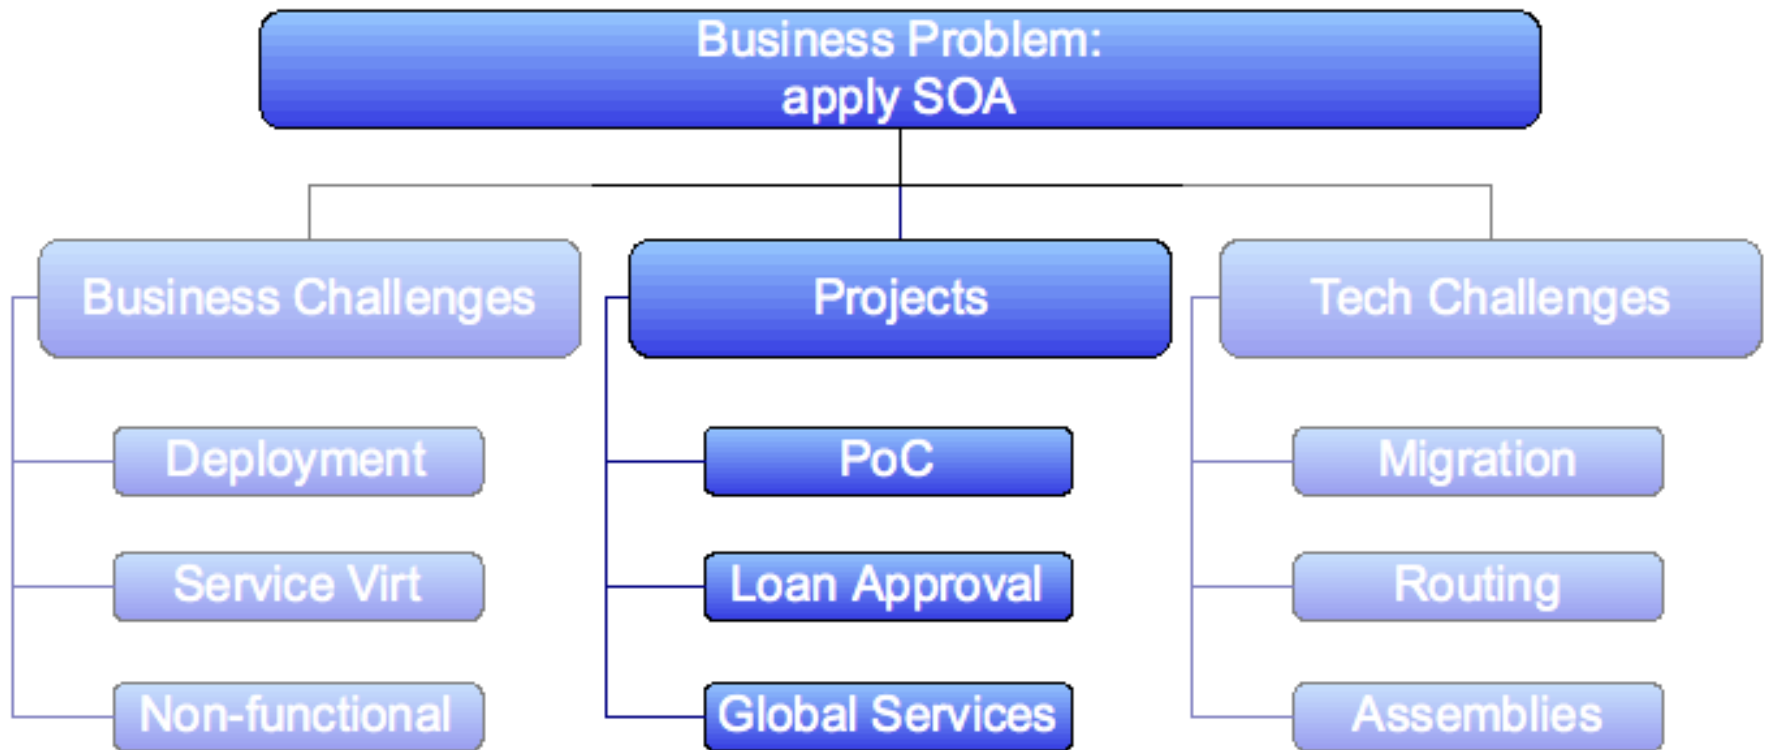 Business Problem:
apply SOA
Business Challenges
Deployment
Service Virt
Non-functional
Projects
PoC
Loan Approval
Global Services
Tech Challenges
Migration
Routing
Assemblies